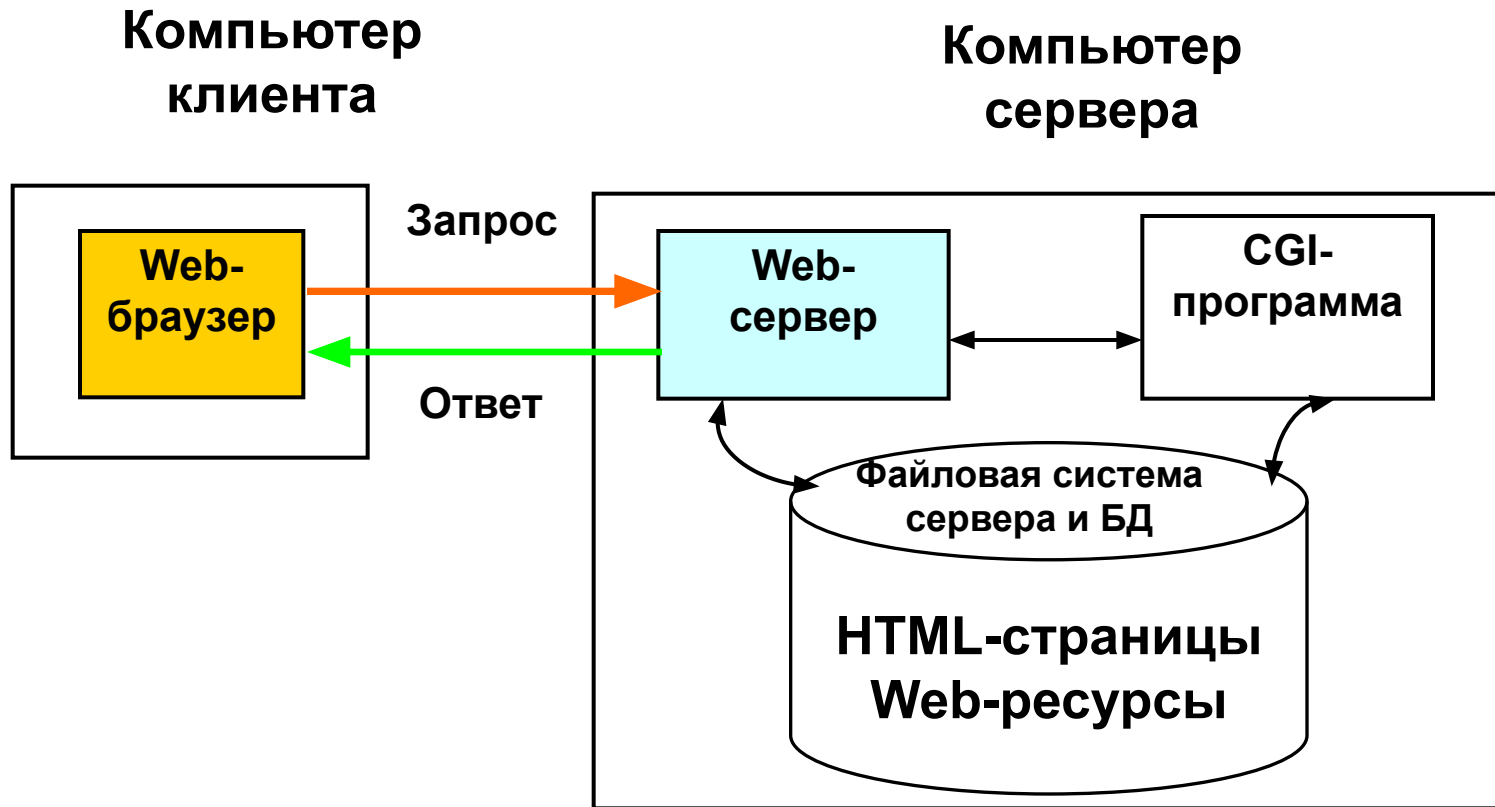 Компьютер
клиента
Компьютер
сервера
Запрос
Web-
браузер
Web-
сервер
CGI-
программа
Ответ
Файловая система
сервера и БД
HTML-страницы
Web-ресурсы